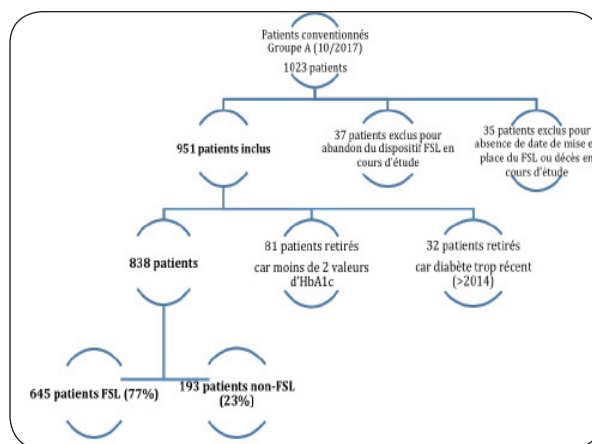 Patients conventionnés
Groupe A (10/2017)
1023 patients
951 patients inclus
37 patients exclus pour
abandon du dispositif FSL en
cours d'étude
35 patients exclus pour
absence de date de mise e
place du FSL ou décès en
cours d'étude
838 patients
81 patients retirés
car moins de 2 valeurs
d'HbA1c
32 patients retirés
car diabète trop récent
(>2014)
645 patients FSL (77%)
193 patients non-FSL
(23%)